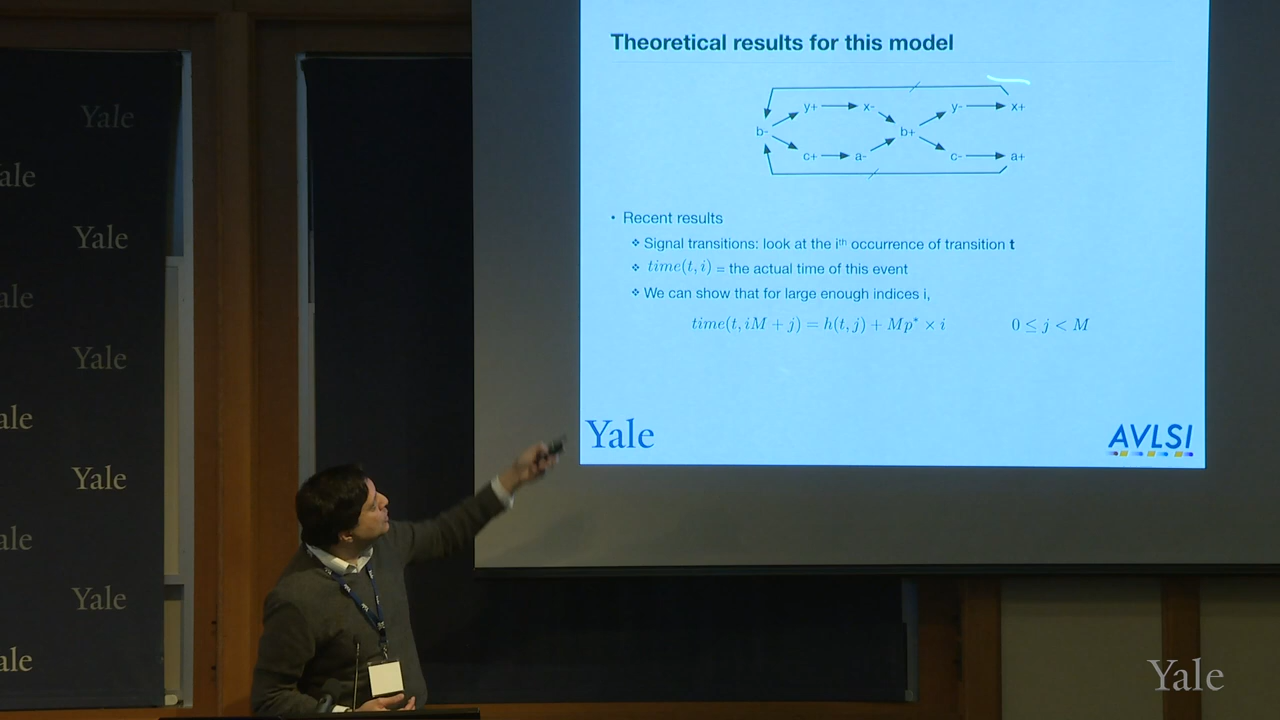 Theoretical results for this model
y+ x- y- x+
b- b+
c+ a- c- a+
• Recent results
❖ Signal transitions: look at the iᵗʰ occurrence of transition t
❖ time(t, i) = the actual time of this event
❖ We can show that for large enough indices i,
time(t, iM + j) = h(t, j) + Mp* × i 0 ≤ j < M
Yale AVLSI
Yale
ale
Yale
ale
Yale
ale
Yale
ale
Yale
ale
Yale